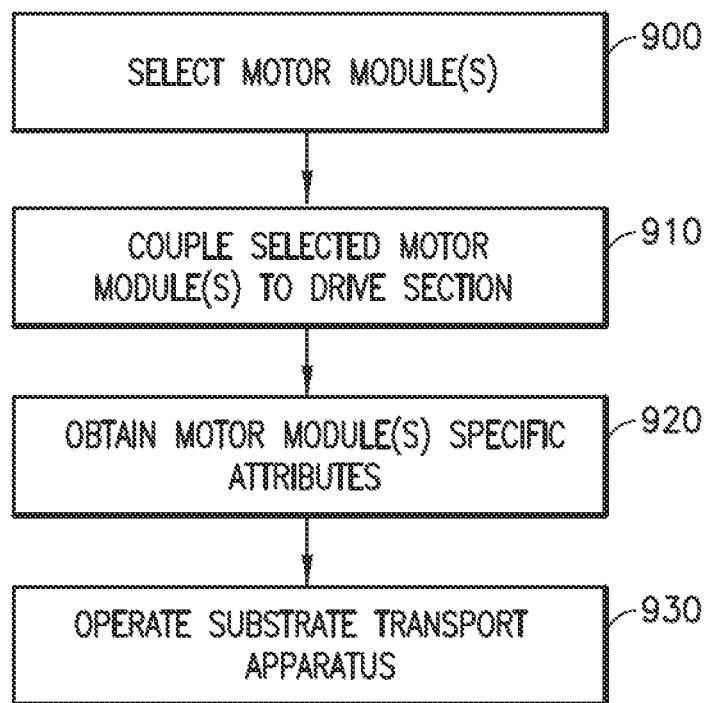 SELECT MOTOR MODULE(S)
900
COUPLE SELECTED MOTOR
MODULE(S) TO DRIVE SECTION
910
OBTAIN MOTOR MODULE(S) SPECIFIC
ATTRIBUTES
920
OPERATE SUBSTRATE TRANSPORT
APPARATUS
930